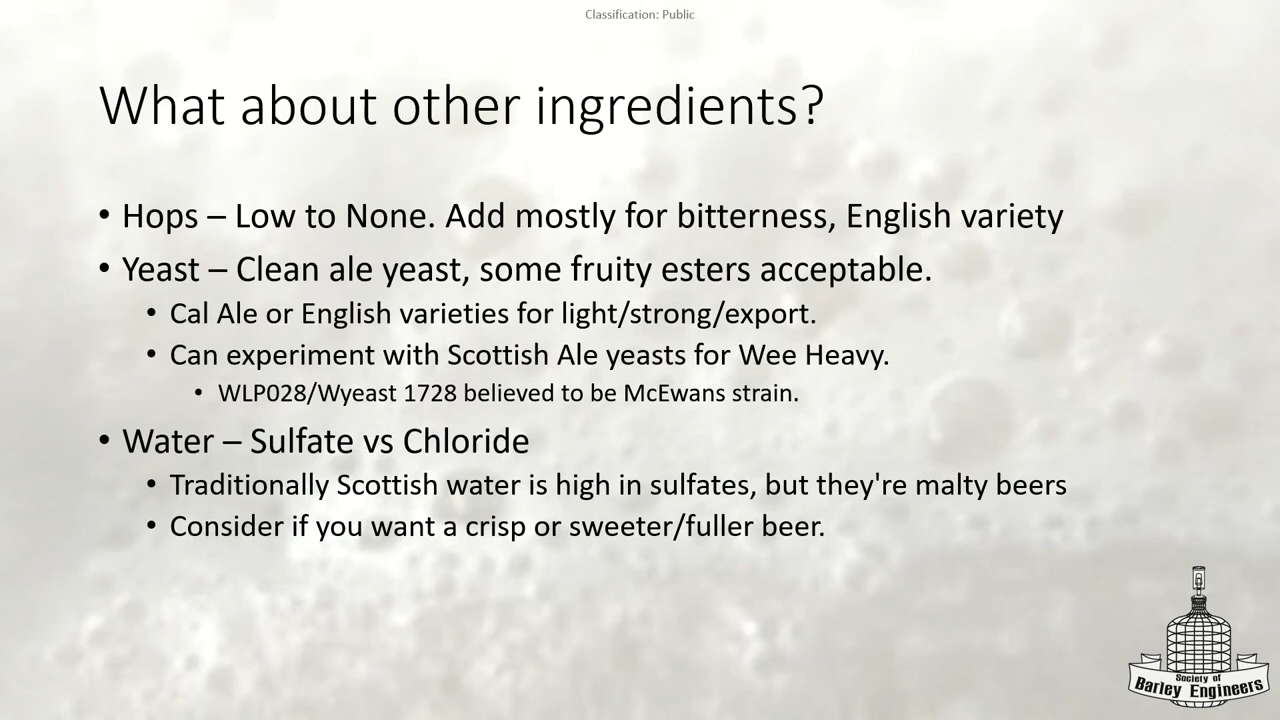 Classification: Public
What about other ingredients?
• Hops – Low to None. Add mostly for bitterness, English variety
• Yeast – Clean ale yeast, some fruity esters acceptable.
• Cal Ale or English varieties for light/strong/export.
• Can experiment with Scottish Ale yeasts for Wee Heavy.
• WLP028/Wyeast 1728 believed to be McEwans strain.
• Water – Sulfate vs Chloride
• Traditionally Scottish water is high in sulfates, but they're malty beers
• Consider if you want a crisp or sweeter/fuller beer.
Society of
Barley Engineers